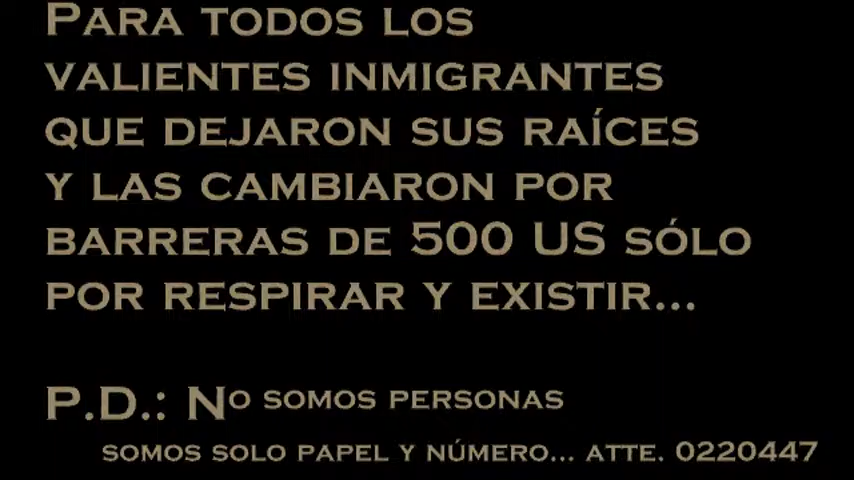 Para todos los
valientes inmigrantes
que dejaron sus raíces
y las cambiaron por
barreras de 500 US sólo
por respirar y existir...
P.D.: No somos personas
somos solo papel y número... atte. 0220447